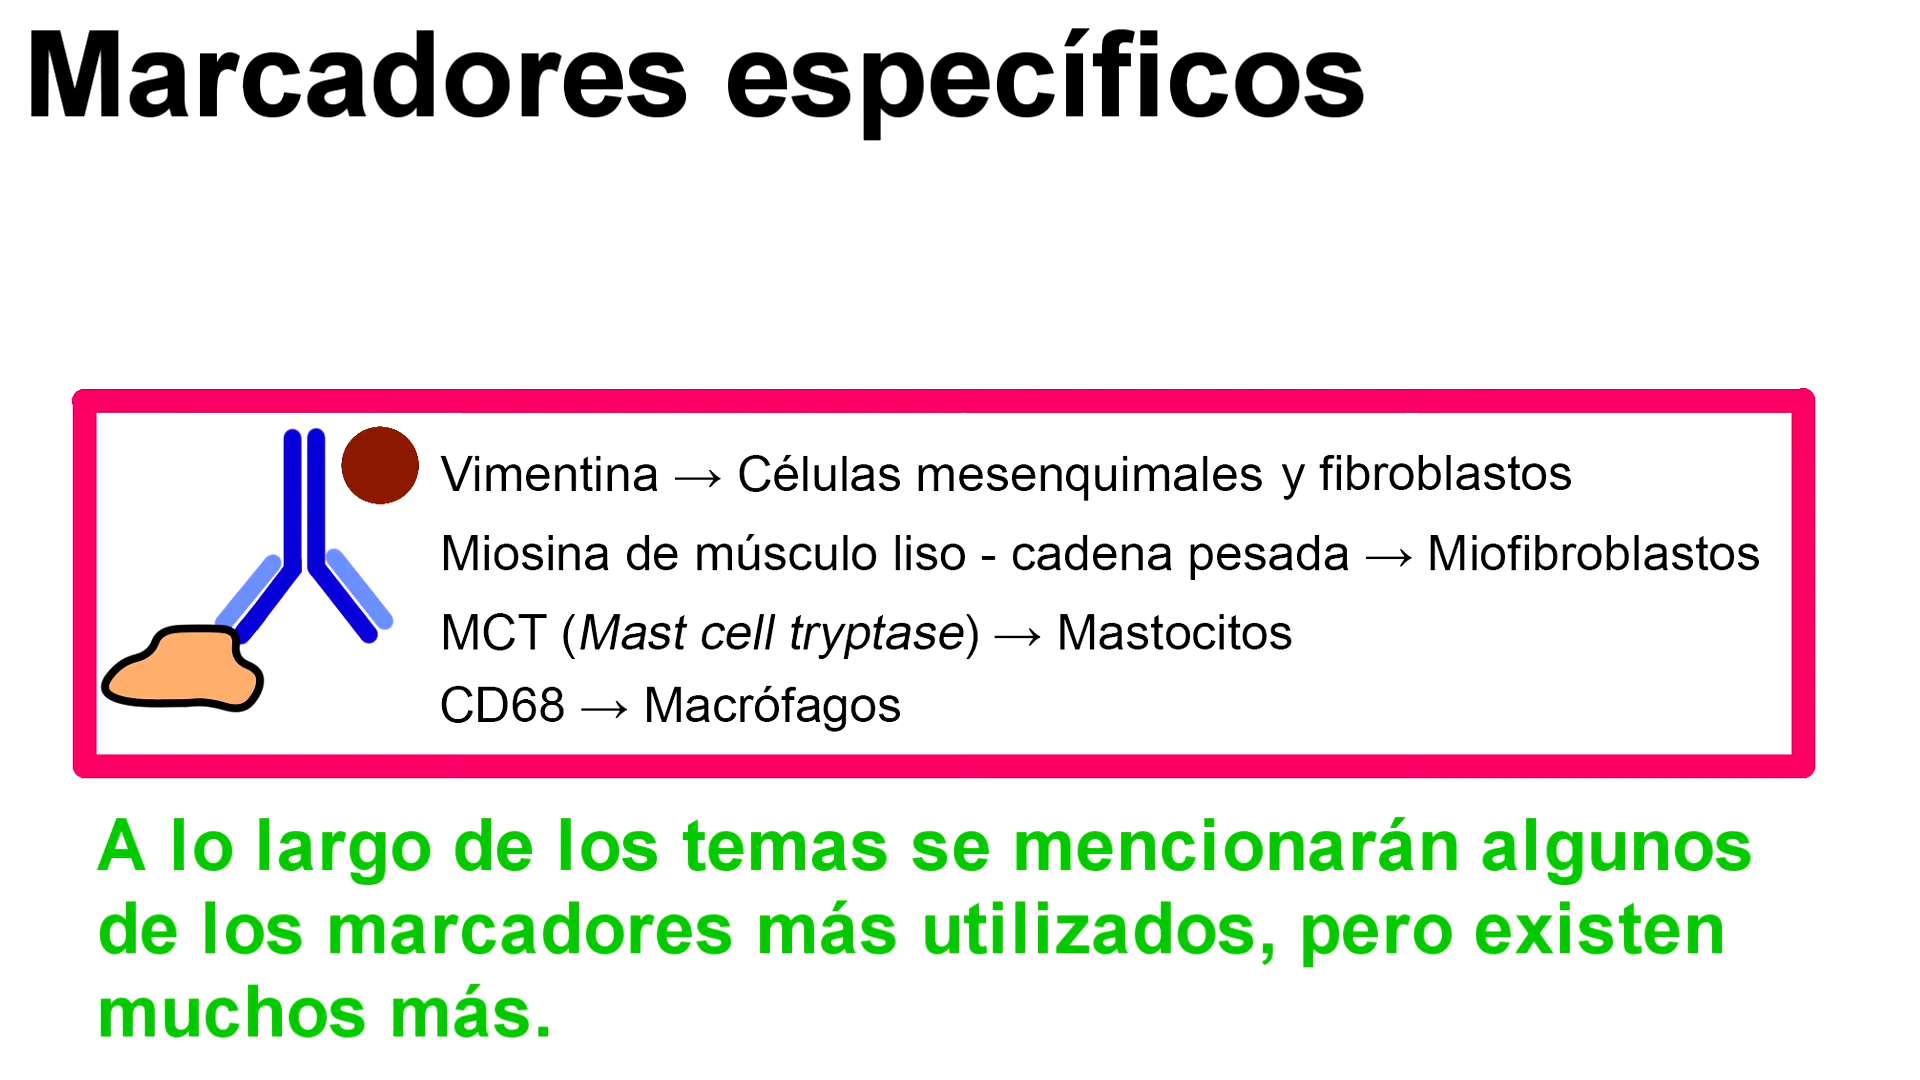 Marcadores específicos
Vimentina → Células mesenquimales y fibroblastos
Miosina de músculo liso - cadena pesada → Miofibroblastos
MCT (Mast cell tryptase) → Mastocitos
CD68 → Macrófagos
A lo largo de los temas se mencionarán algunos
de los marcadores más utilizados, pero existen
muchos más.